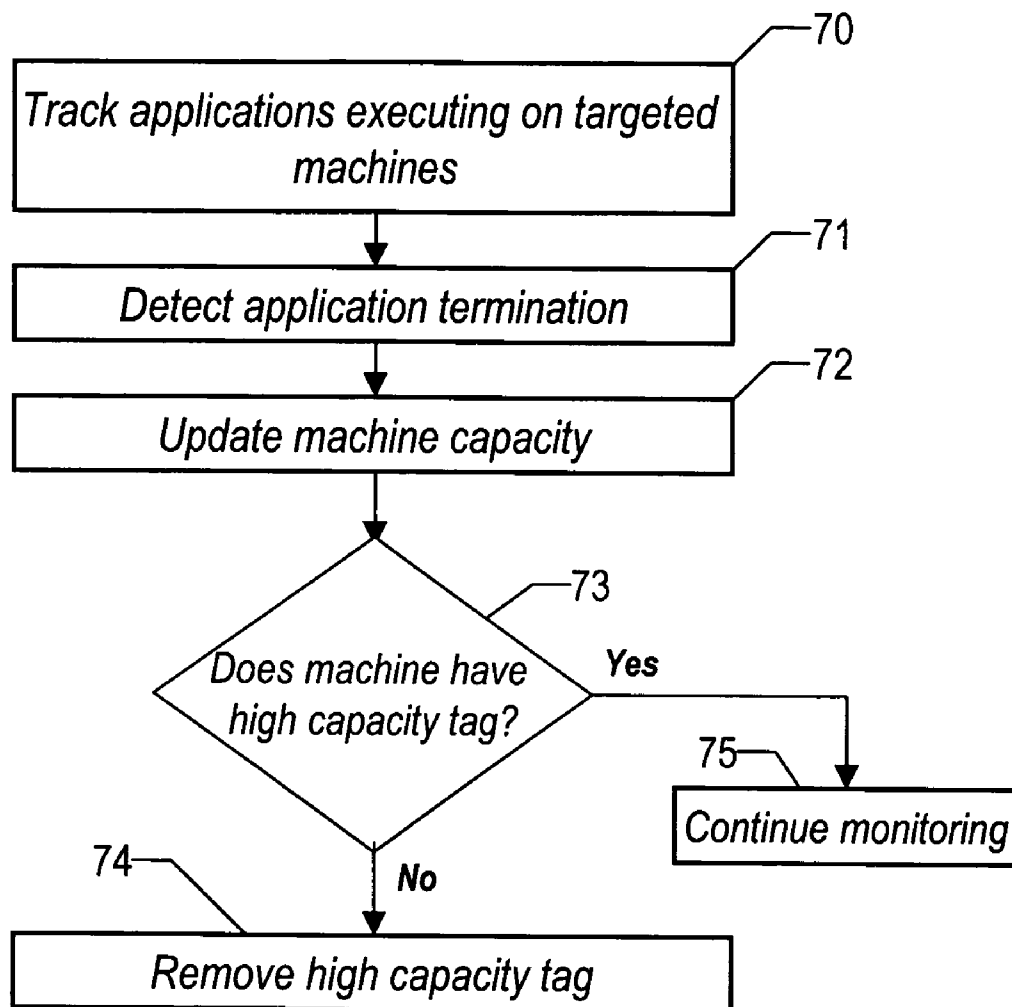 70
Track applications executing on targeted
machines
71
Detect application termination
72
Update machine capacity
73
Does machine have
high capacity tag?
Yes
75
Continue monitoring
74
No
Remove high capacity tag